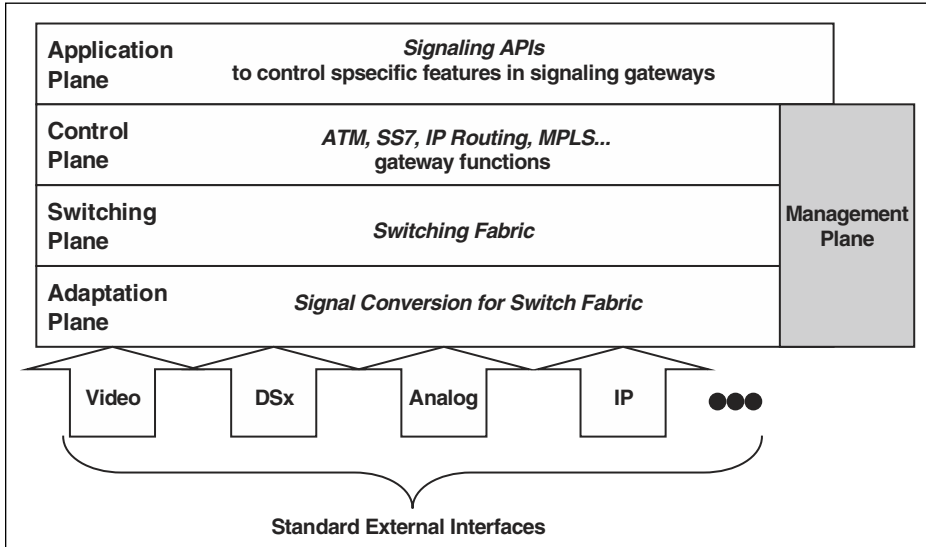 Application
Plane
Signaling APIs
to control spsecific features in signaling gateways
Control
Plane
ATM, SS7, IP Routing, MPLS...
gateway functions
Switching
Plane
Switching Fabric
Management
Plane
Adaptation
Plane
Signal Conversion for Switch Fabric
Video
DSx
Analog
IP
Standard External Interfaces